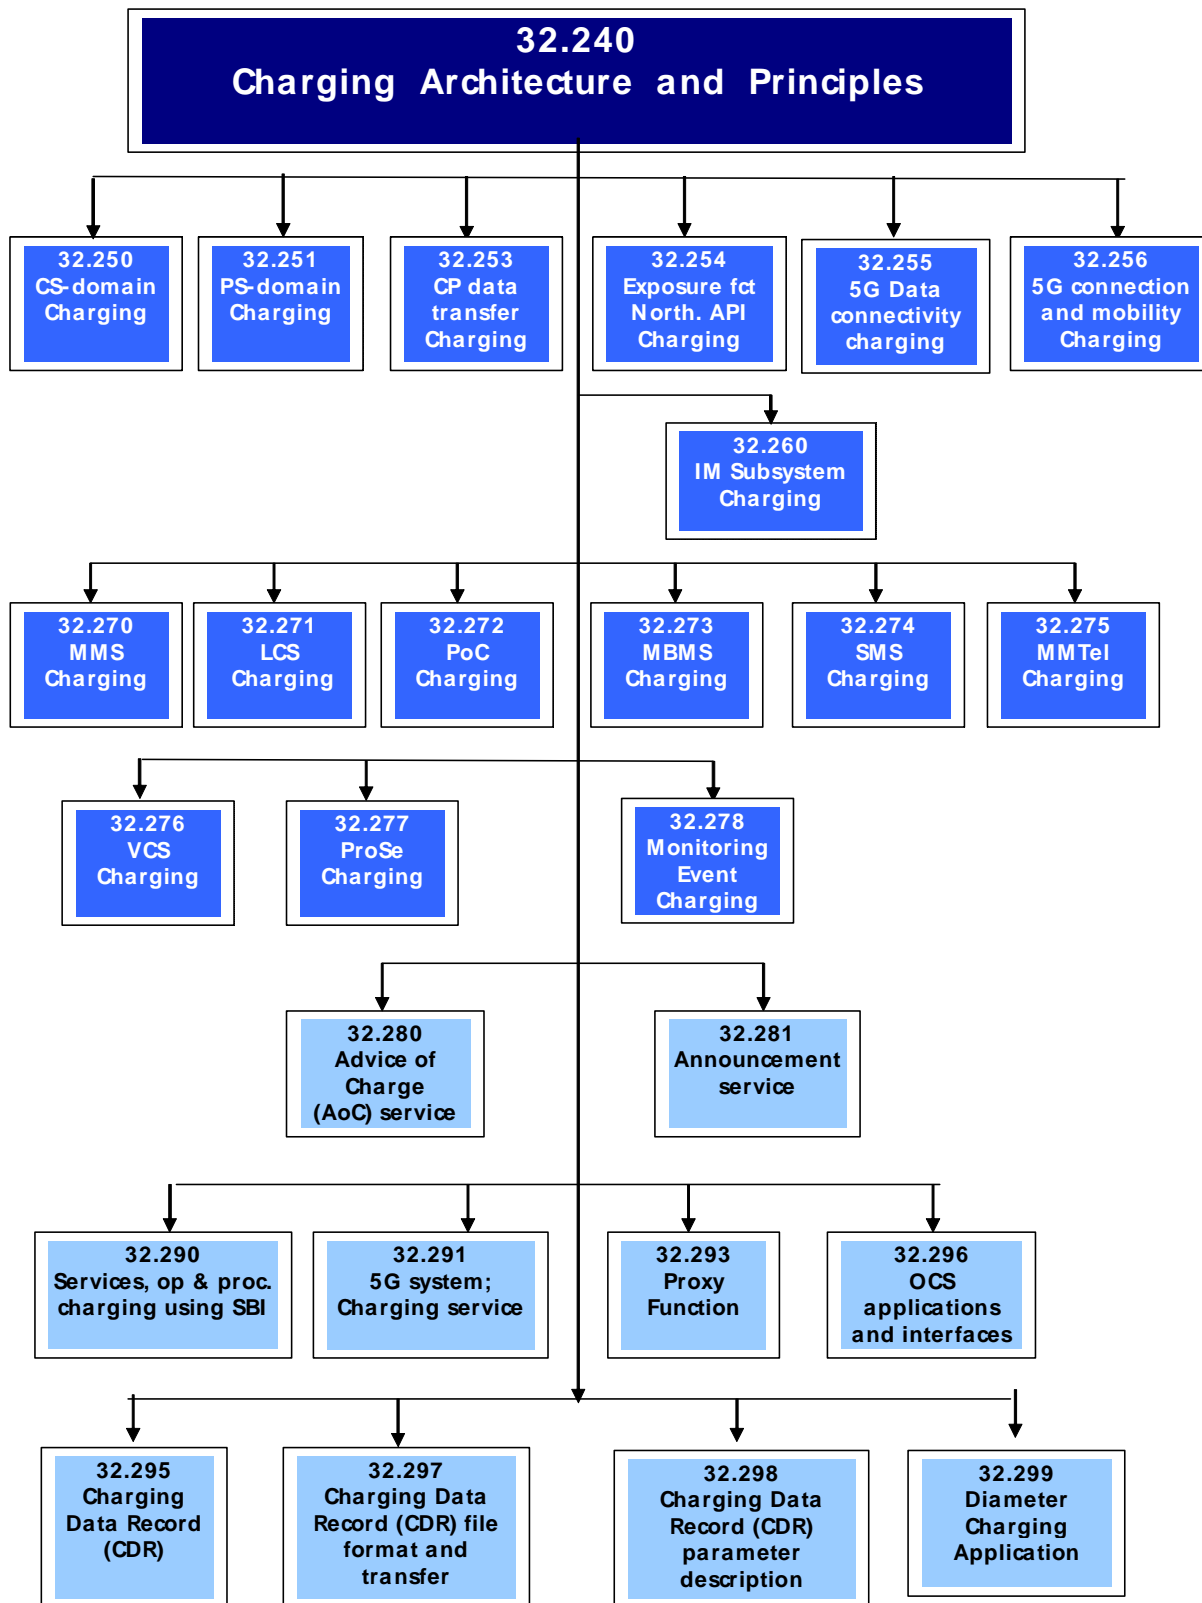 32.240
Charging Architecture and Principles
32.250
CS-domain
Charging
32.251
PS-domain
Charging
32.253
CP data
transfer
Charging
32.254
Exposure fct
North. API
Charging
32.255
5G Data
connectivity
charging
32.256
5G connection
and mobility
Charging
32.260
IM Subsystem
Charging
32.270
MMS
Charging
32.271
LCS
Charging
32.272
PoC
Charging
32.273
MBMS
Charging
32.274
SMS
Charging
32.275
MMTel
Charging
32.276
VCS
Charging
32.277
ProSe
Charging
32.278
Monitoring
Event
Charging
32.280
Advice of
Charge
(AoC) service
32.281
Announcement
service
32.290
Services, op & proc.
charging using SBI
32.291
5G system;
Charging service
32.293
Proxy
Function
32.296
OCS
applications
and interfaces
32.295
Charging
Data Record
(CDR)
32.297
Charging Data
Record (CDR) file
format and
transfer
32.298
Charging Data
Record (CDR)
parameter
description
32.299
Diameter
Charging
Application